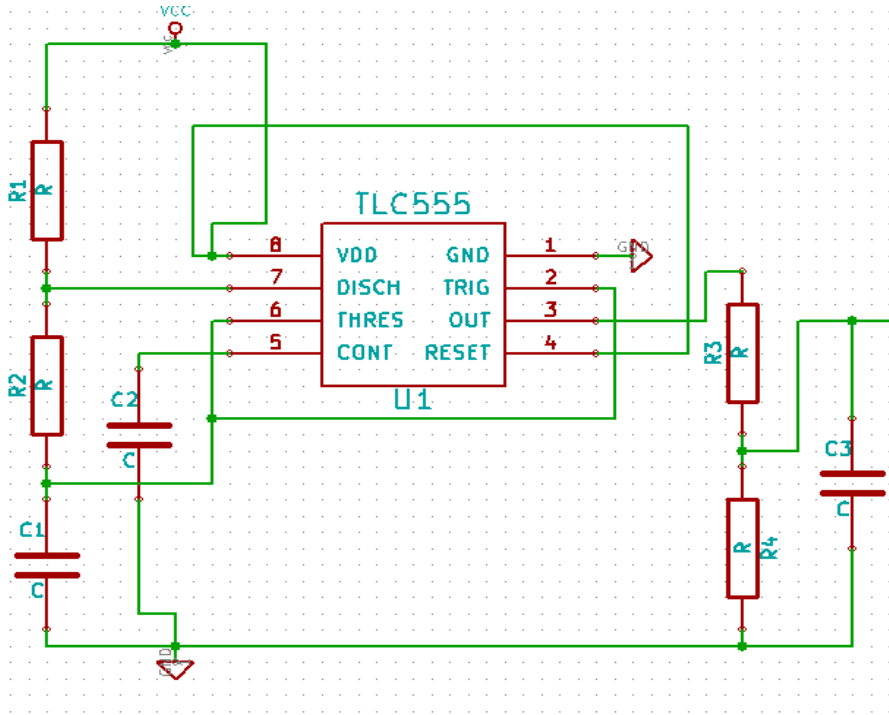 VCC
VCC
R1
R
TLC555
8
VDD
GND
1
GND
7
DISCH
TRIG
2
6
THRES
OUT
3
5
CONT
RESET
4
U1
R2
R
C2
C
R3
R
C3
C
C1
C
R
R4
GND